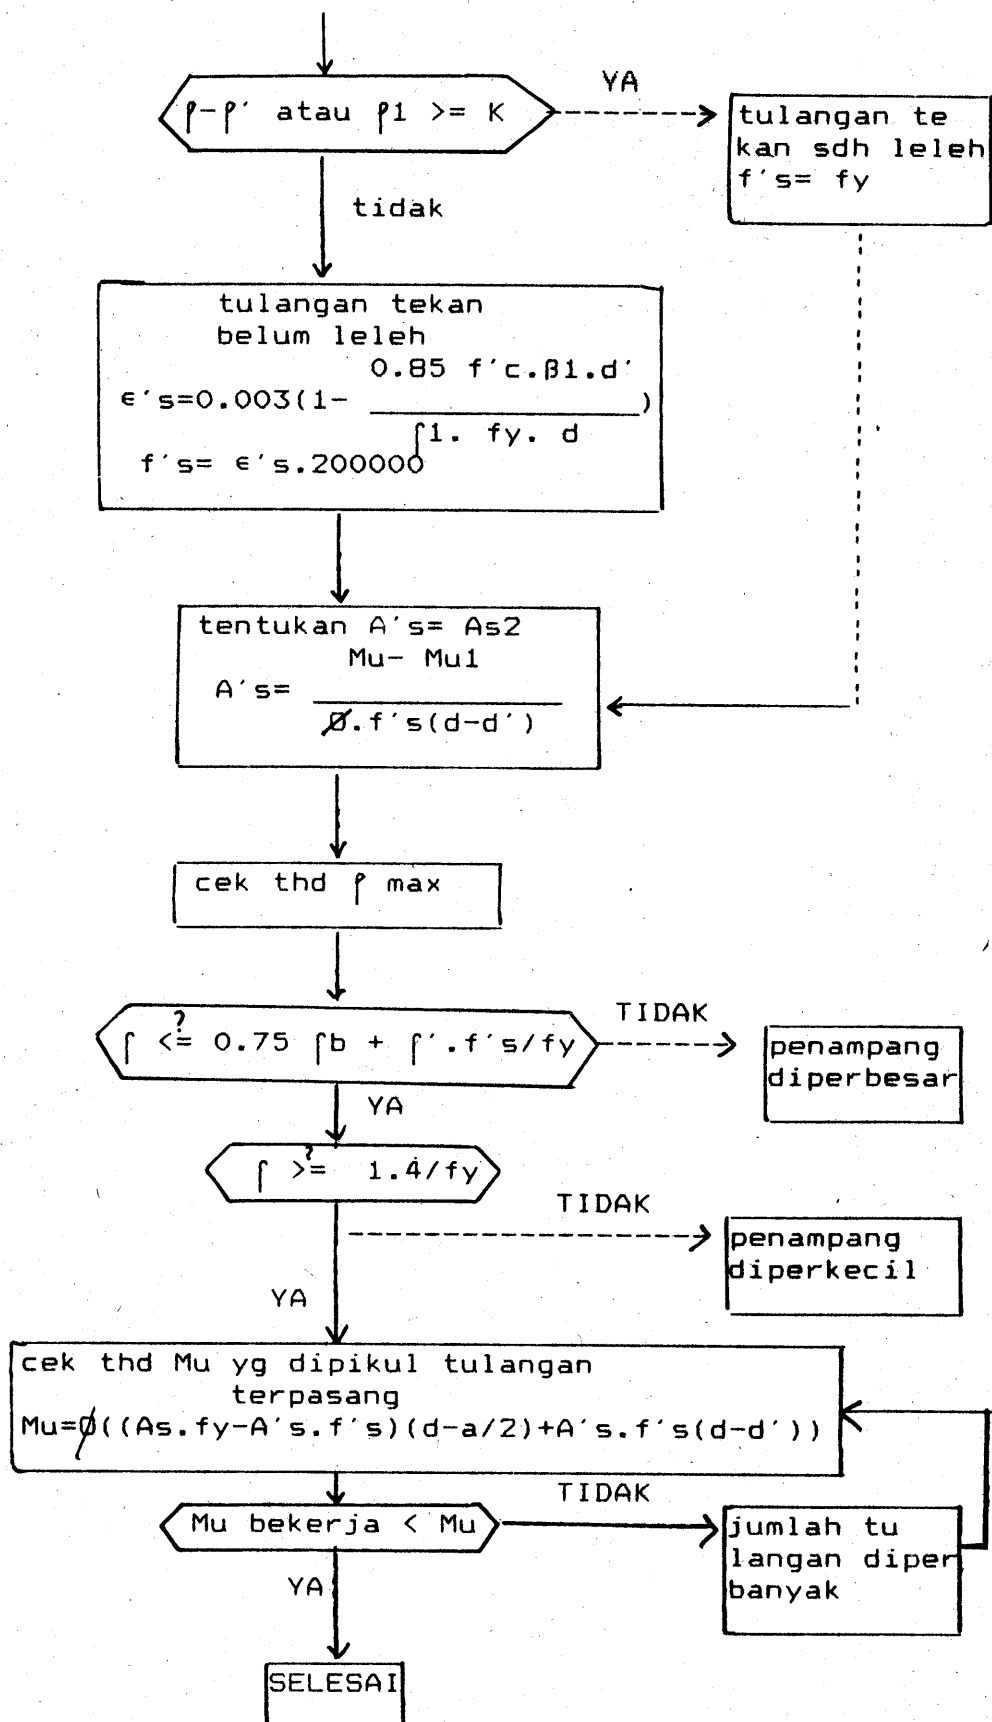 ρ-ρ' atau ρ1 >= K
YA
tulangan te
kan sdh leleh
f's= fy
tidak
tulangan tekan
belum leleh
0.85 f'c.β1.d'
ϵ's=0.003(1- )
ρ1. fy. d
f's= ϵ's.200000
tentukan A's= As2
Mu- Mu1
A's=
Ø.f's(d-d')
cek thd ρ max
?
ρ <= 0.75 ρb + ρ'.f's/fy
TIDAK
penampang
diperbesar
YA
?
ρ >= 1.4/fy
TIDAK
penampang
diperkecil
YA
cek thd Mu yg dipikul tulangan
terpasang
Mu=Ø((As.fy-A's.f's)(d-a/2)+A's.f's(d-d'))
Mu bekerja < Mu
TIDAK
jumlah tu
langan diper
banyak
YA
SELESAI